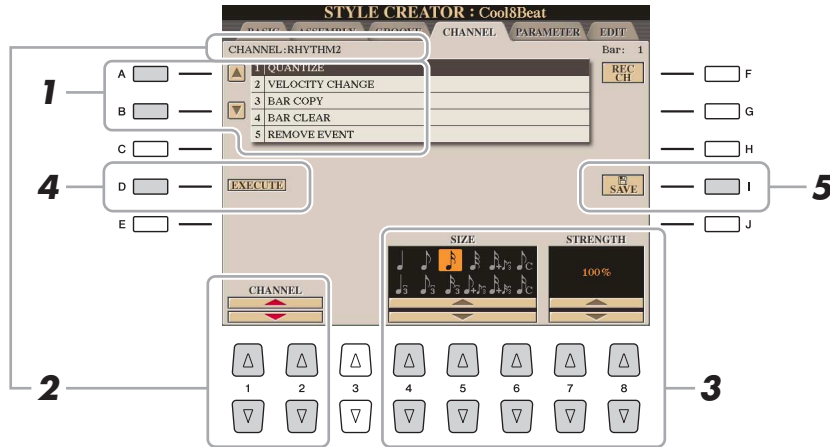 STYLE CREATOR : Cool8Beat
BASIC ASSEMBLY GROOVE CHANNEL PARAMETER EDIT
CHANNEL:RHYTHM2 Bar: 1
1 QUANTIZE
2 VELOCITY CHANGE
3 BAR COPY
4 BAR CLEAR
5 REMOVE EVENT
REC
CH
A
B
C
D
E
F
G
H
I
J
1
4
5
EXECUTE
SAVE
SIZE STRENGTH
100%
CHANNEL
2
1 2 3 4 5 6 7 8
3